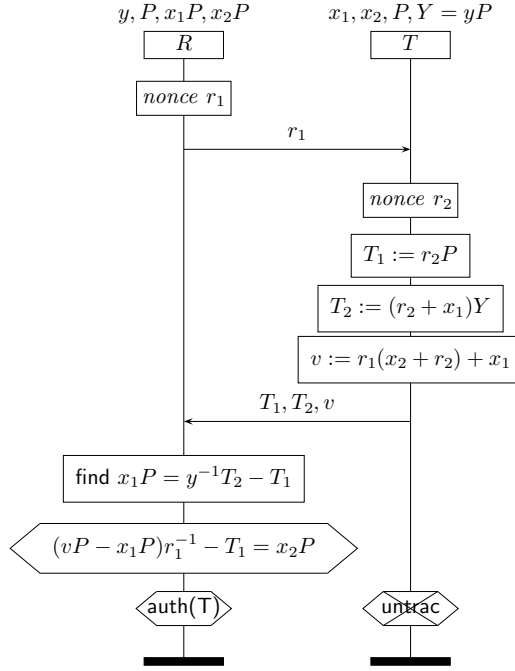 y, P, x₁P, x₂P
x₁, x₂, P, Y = yP
R
T
nonce r₁
r₁
nonce r₂
T₁ := r₂P
T₂ := (r₂ + x₁)Y
v := r₁(x₂ + r₂) + x₁
T₁, T₂, v
find x₁P = y⁻¹T₂ − T₁
(vP − x₁P)r₁⁻¹ − T₁ = x₂P
auth(T)
untrac